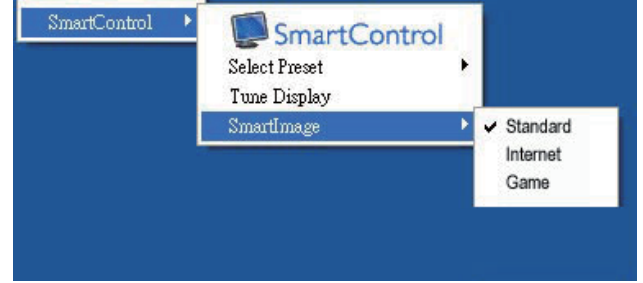 SmartControl
SmartControl
Select Preset
Tune Display
SmartImage
Standard
Internet
Game